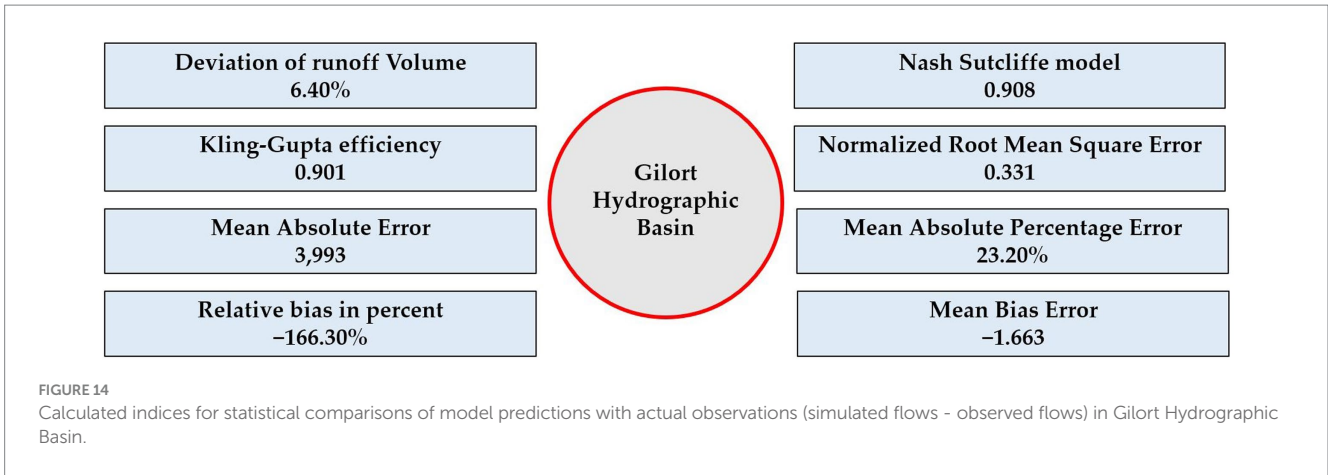 Deviation of runoff Volume
6.40%
Kling-Gupta efficiency
0.901
Mean Absolute Error
3,993
Relative bias in percent
−166.30%
Gilort
Hydrographic
Basin
Nash Sutcliffe model
0.908
Normalized Root Mean Square Error
0.331
Mean Absolute Percentage Error
23.20%
Mean Bias Error
−1.663
FIGURE 14
Calculated indices for statistical comparisons of model predictions with actual observations (simulated flows - observed flows) in Gilort Hydrographic
Basin.